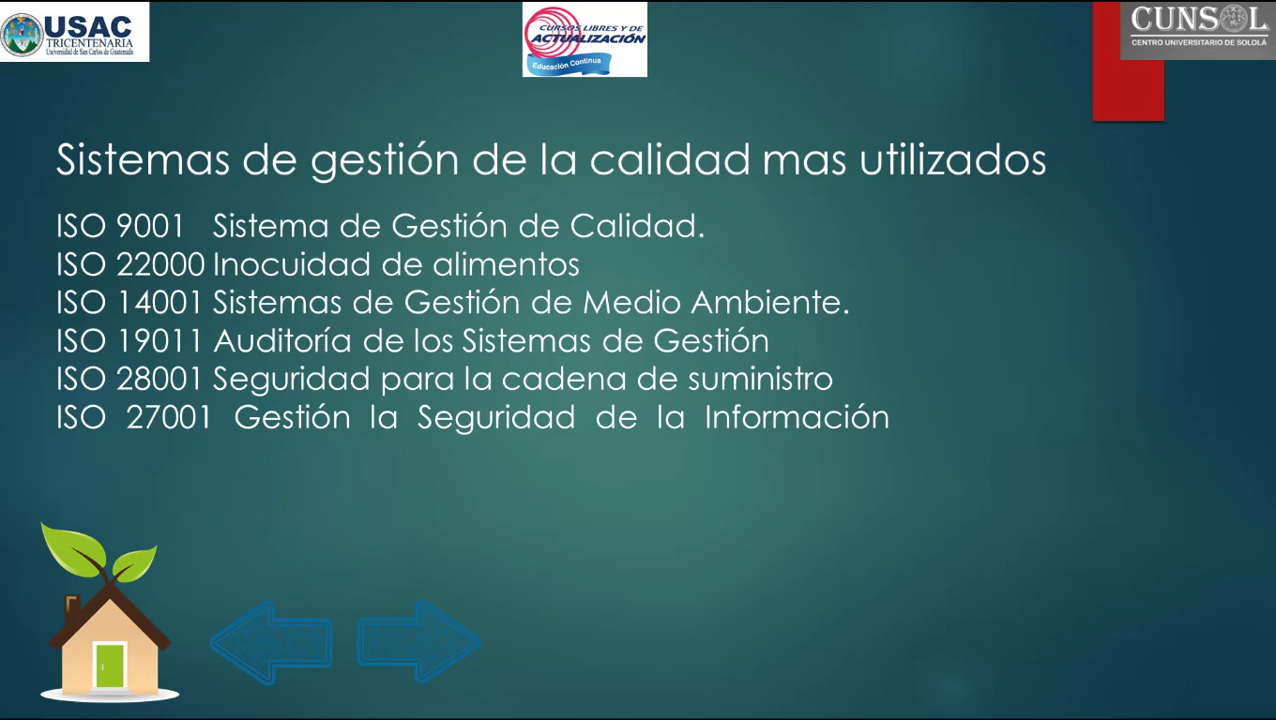 USAC
TRICENTENARIA
Universidad de San Carlos de Guatemala
CURSOS LIBRES Y DE
ACTUALIZACIÓN
Educación Continua
CUNSOL
CENTRO UNIVERSITARIO DE SOLOLÁ
Sistemas de gestión de la calidad mas utilizados
ISO 9001 Sistema de Gestión de Calidad.
ISO 22000 Inocuidad de alimentos
ISO 14001 Sistemas de Gestión de Medio Ambiente.
ISO 19011 Auditoría de los Sistemas de Gestión
ISO 28001 Seguridad para la cadena de suministro
ISO 27001 Gestión la Seguridad de la Información